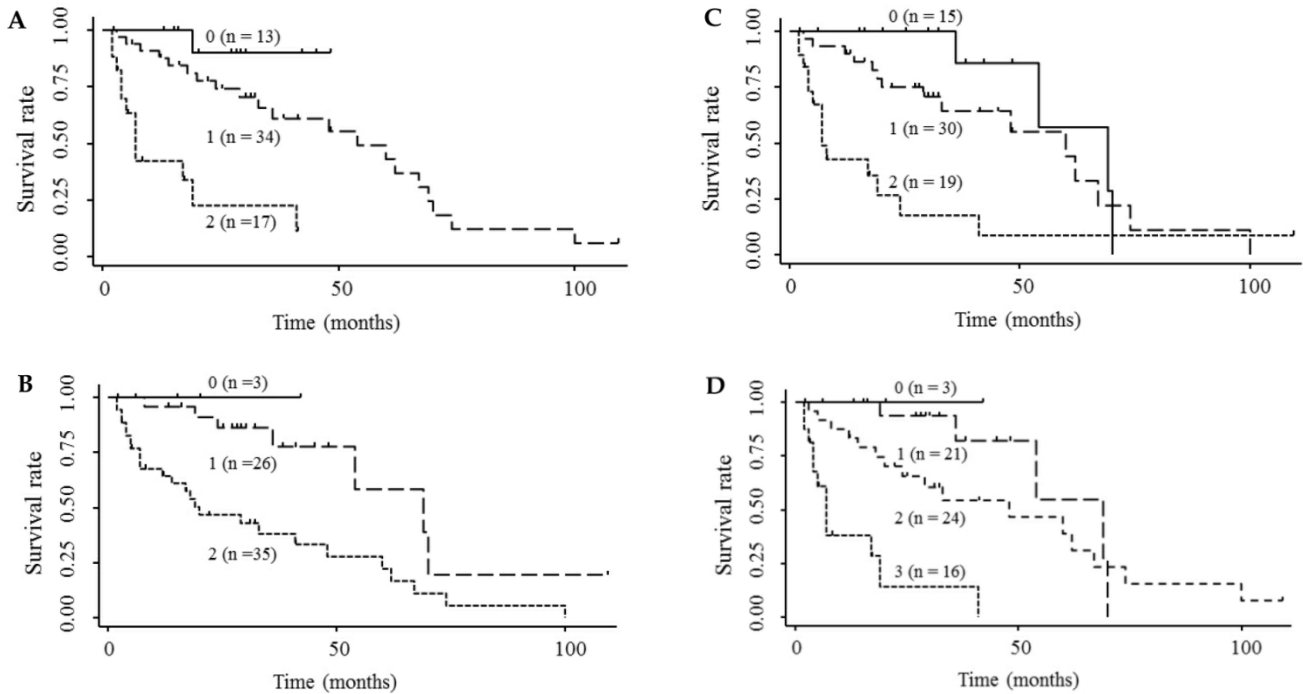 A
Survival rate
1.00
0.75
0.50
0.25
0.00
0 (n = 13)
1 (n = 34)
2 (n =17)
0
50
100
Time (months)
C
Survival rate
1.00
0.75
0.50
0.25
0.00
0 (n = 15)
1 (n = 30)
2 (n = 19)
0
50
100
Time (months)
B
Survival rate
1.00
0.75
0.50
0.25
0.00
0 (n =3)
1 (n =26)
2 (n =35)
0
50
100
Time (months)
D
Survival rate
1.00
0.75
0.50
0.25
0.00
0 (n = 3)
1 (n = 21)
2 (n = 24)
3 (n = 16)
0
50
100
Time (months)